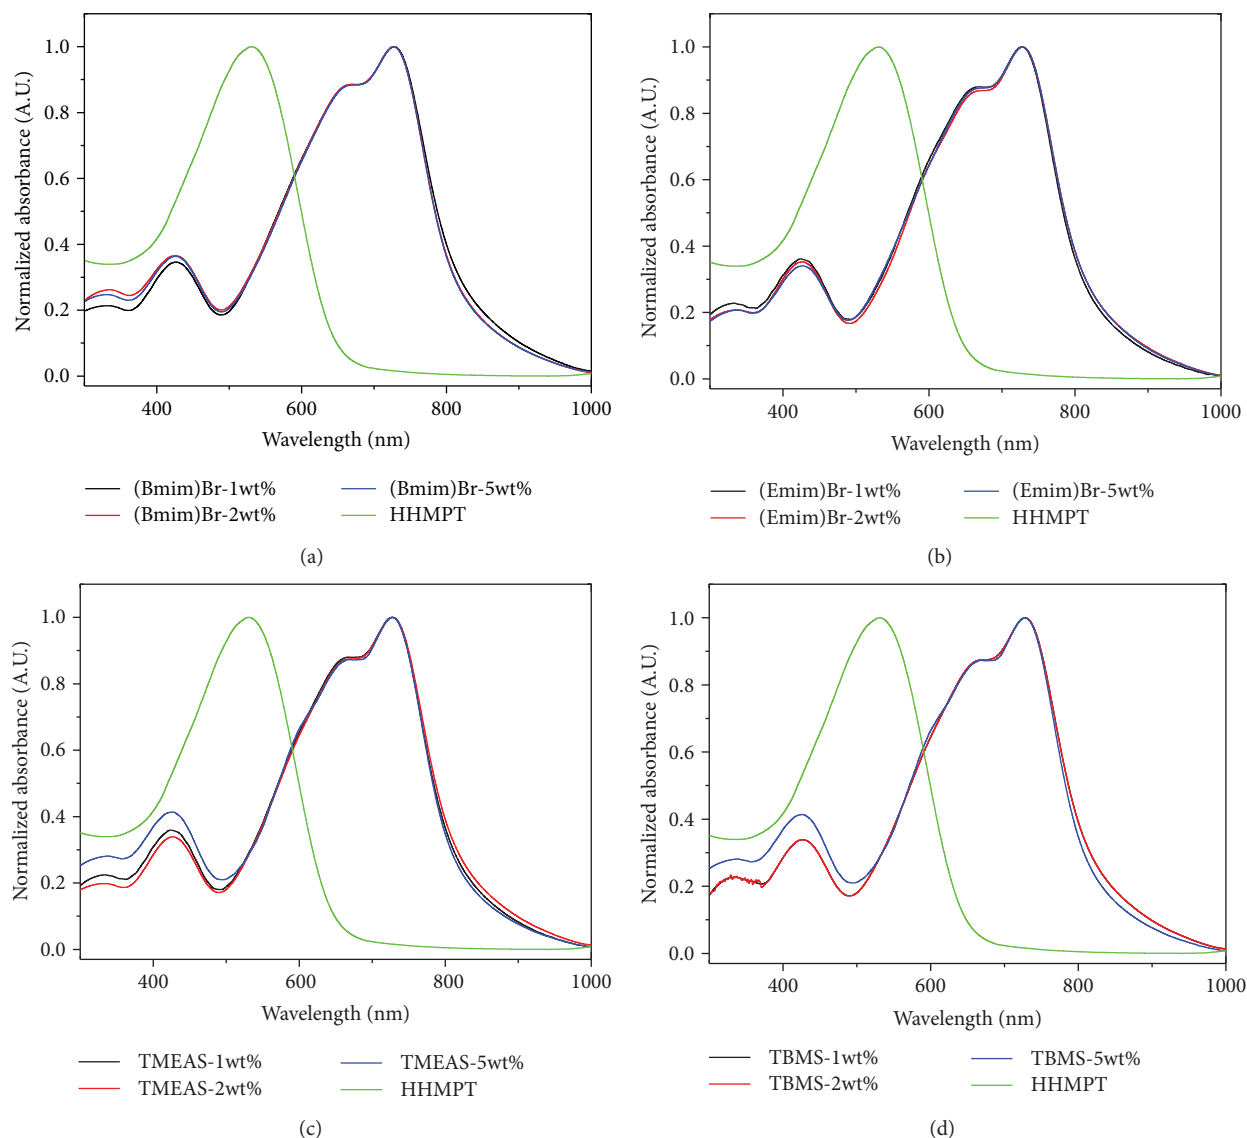 Normalized absorbance (A.U.)
1.0
0.8
0.6
0.4
0.2
0.0
400
600
800
1000
Wavelength (nm)
(Bmim)Br-1wt%
(Bmim)Br-2wt%
(Bmim)Br-5wt%
HHMPT
(a)
Normalized absorbance (A.U.)
1.0
0.8
0.6
0.4
0.2
0.0
400
600
800
1000
Wavelength (nm)
(Emim)Br-1wt%
(Emim)Br-2wt%
(Emim)Br-5wt%
HHMPT
(b)
Normalized absorbance (A.U.)
1.0
0.8
0.6
0.4
0.2
0.0
400
600
800
1000
Wavelength (nm)
TMEAS-1wt%
TMEAS-2wt%
TMEAS-5wt%
HHMPT
(c)
Normalized absorbance (A.U.)
1.0
0.8
0.6
0.4
0.2
0.0
400
600
800
1000
Wavelength (nm)
TBMS-1wt%
TBMS-2wt%
TBMS-5wt%
HHMPT
(d)